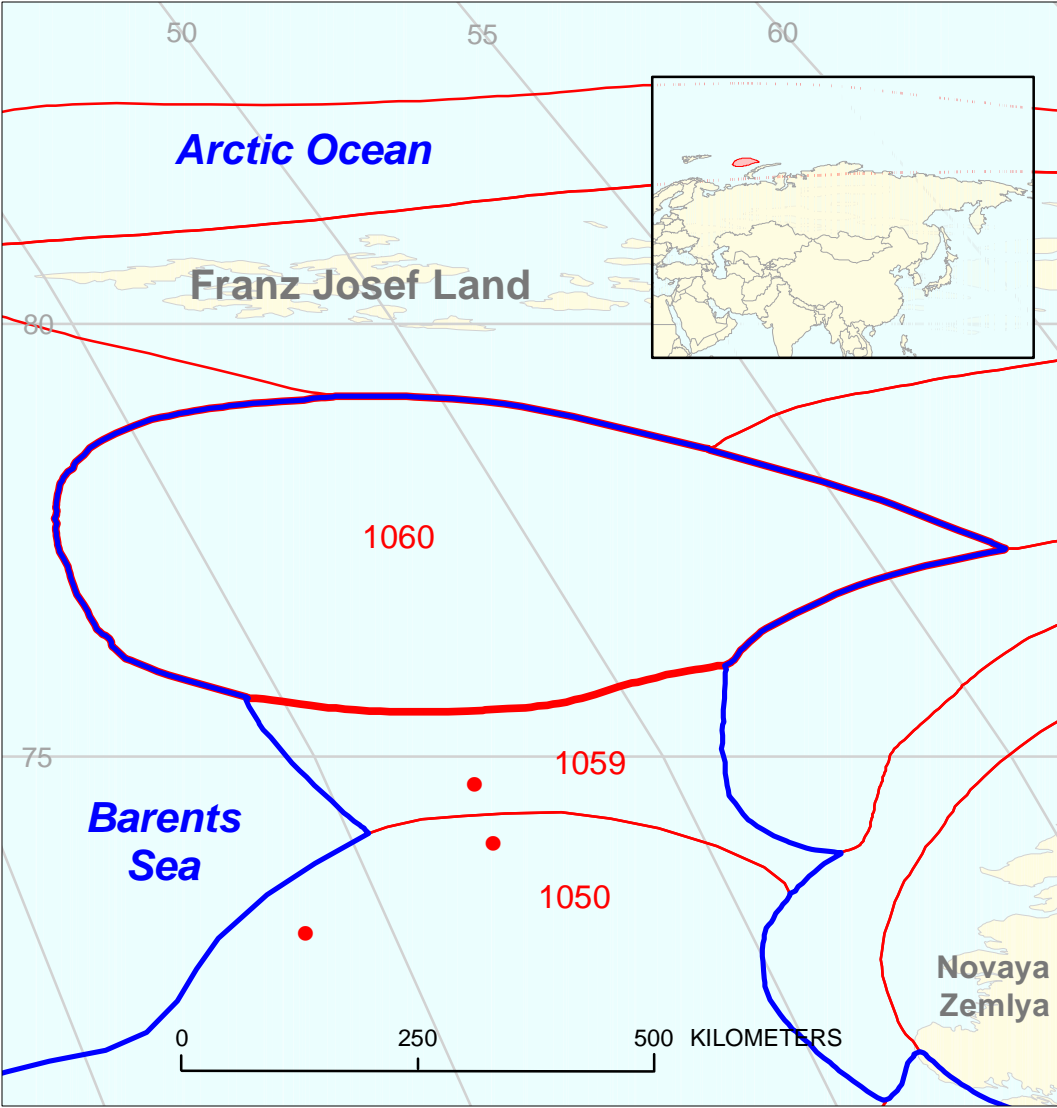 50
55
60
Arctic Ocean
Franz Josef Land
80
1060
75
1059
Barents
Sea
1050
Novaya
Zemlya
0
250
500 KILOMETERS